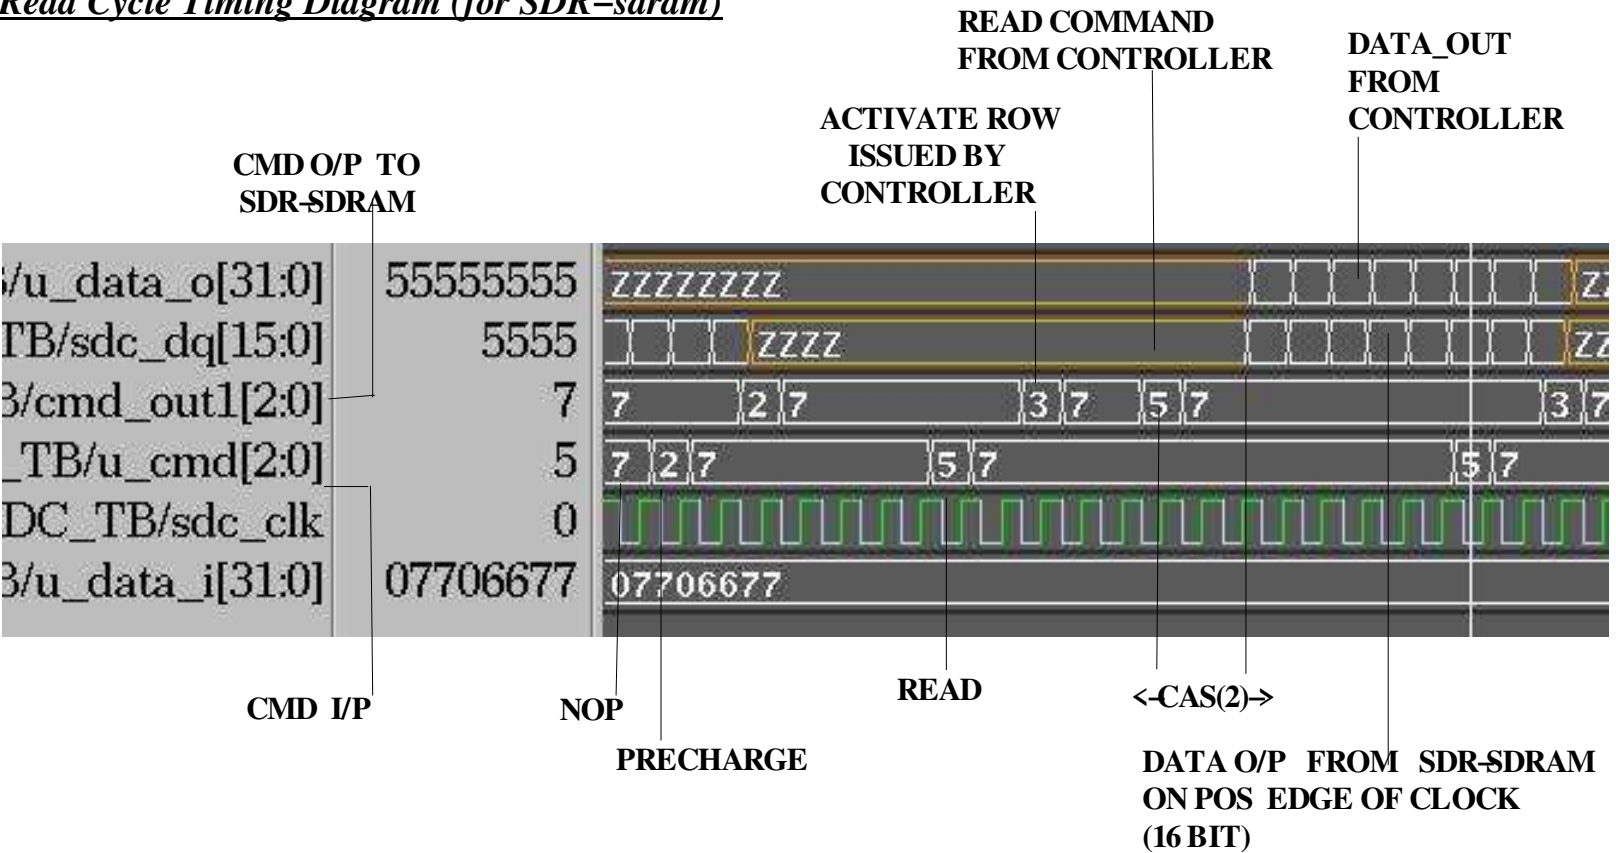 Read Cycle Timing Diagram (for SDR-sdram)
READ COMMAND
FROM CONTROLLER
DATA_OUT
FROM
CONTROLLER
ACTIVATE ROW
ISSUED BY
CONTROLLER
CMD O/P TO
SDR-SDRAM
/u_data_o[31:0] 55555555 ZZZZZZZZ ZZ
TB/sdc_dq[15:0] 5555 ZZZZ ZZ
3/cmd_out1[2:0] 7 7 2 7 3 7 5 7 3 7
_TB/u_cmd[2:0] 5 7 2 7 5 7 5 7
DC_TB/sdc_clk 0
3/u_data_i[31:0] 07706677 07706677
CMD I/P
NOP
READ
<-CAS(2)->
PRECHARGE
DATA O/P FROM SDR-SDRAM
ON POS EDGE OF CLOCK
(16 BIT)